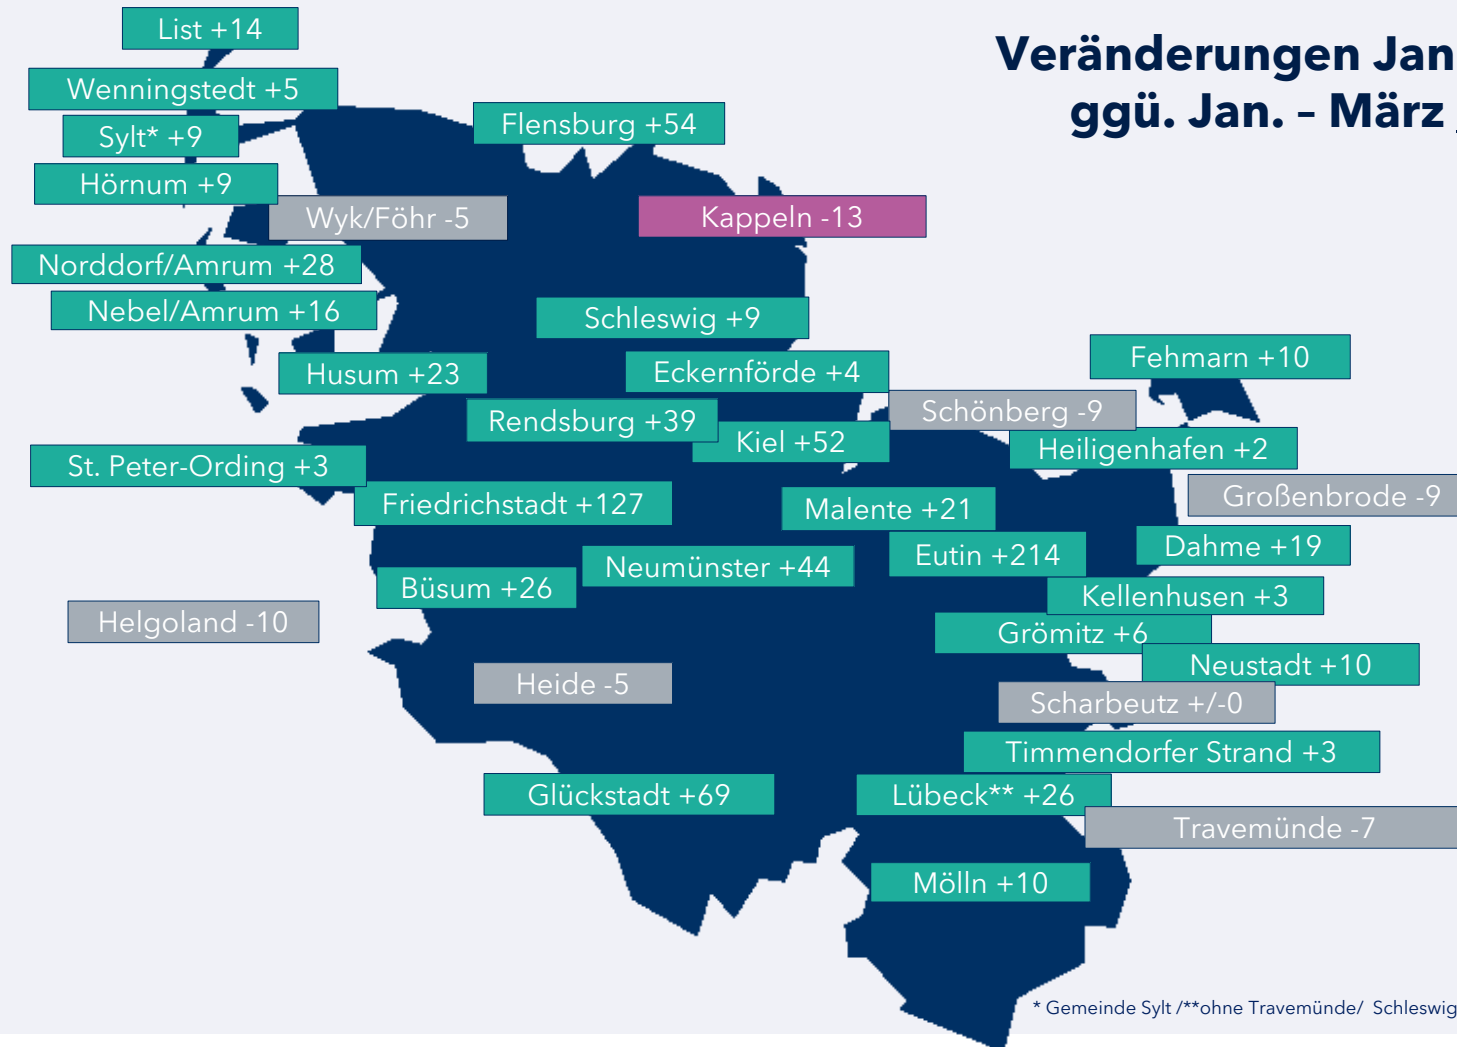 Veränderungen Jan.
ggü. Jan. – März
List +14
Wenningstedt +5
Sylt* +9
Hörnum +9
Flensburg +54
Wyk/Föhr -5
Kappeln -13
Norddorf/Amrum +28
Nebel/Amrum +16
Schleswig +9
Fehmarn +10
Husum +23
Eckernförde +4
Schönberg -9
Rendsburg +39
Kiel +52
Heiligenhafen +2
St. Peter-Ording +3
Großenbrode -9
Friedrichstadt +127
Malente +21
Dahme +19
Eutin +214
Neumünster +44
Büsum +26
Kellenhusen +3
Helgoland -10
Grömitz +6
Neustadt +10
Heide -5
Scharbeutz +/-0
Timmendorfer Strand +3
Glückstadt +69
Lübeck** +26
Travemünde -7
Mölln +10
* Gemeinde Sylt /**ohne Travemünde/ Schleswig